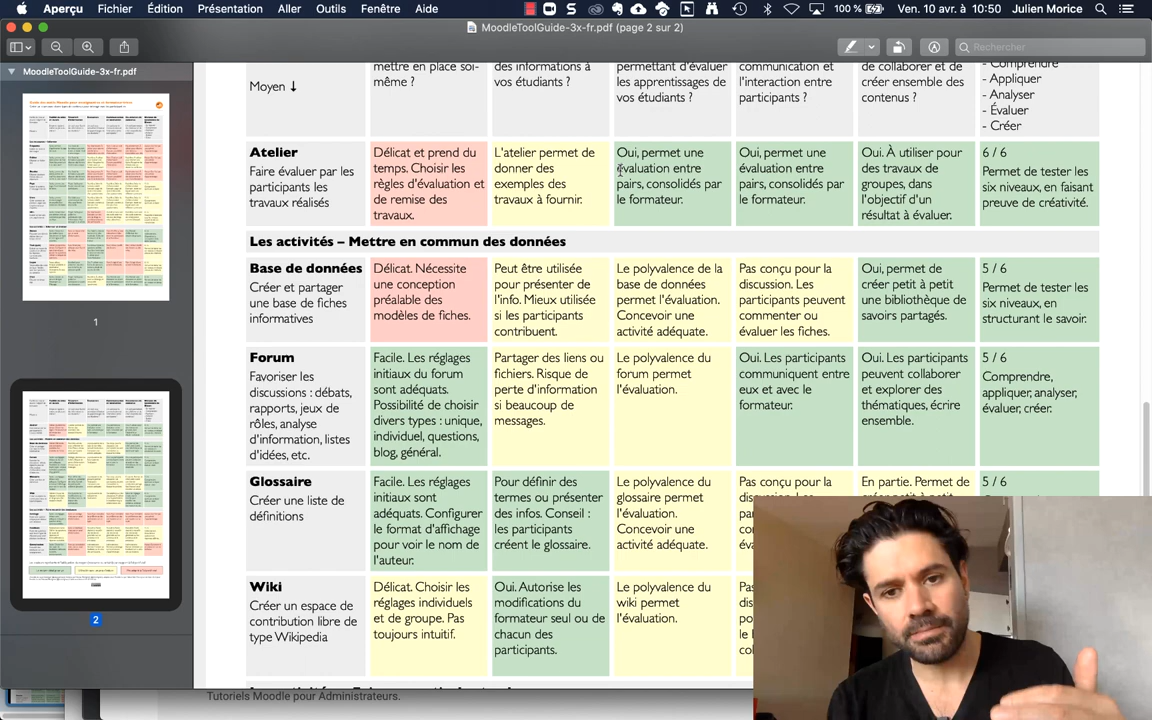 Aperçu Fichier Édition Présentation Aller Outils Fenêtre Aide 100 % Ven. 10 avr. à 10:50 Julien Morice
MoodleToolGuide-3x-fr.pdf (page 2 sur 2)
Rechercher
MoodleToolGuide-3x-fr.pdf
1
2
Moyen ↓
mettre en place soi-
même ?
des informations à
vos étudiants ?
permettant d'évaluer
les apprentissages de
vos étudiants ?
communication et
l'interaction entre
participants ?
de collaborer et de
créer ensemble des
contenus ?
- Comprendre
- Appliquer
- Analyser
- Évaluer
- Créer
Atelier
Faire évaluer par les
participants les
travaux réalisés
Délicat et prend du
temps. Choisir les
règles d'évaluation et
de remise des
travaux.
L'atelier permet de
donner des
exemples des
travaux à fournir.
Oui, permet une
évaluation entre
pairs, consolidés par
le formateur.
Oui, permet une
évaluation entre
pairs, consolidés par
le formateur.
Oui. À utiliser pour
des travaux de
groupes, dans
l'objectif d'un
résultat à évaluer.
6 / 6
Permet de tester les
six niveaux, en faisant
preuve de créativité.
Les activités – Mettre en commun des données
Base de données
Créer et partager
une base de fiches
informatives
Délicat. Nécessite
une conception
préalable des
modèles de fiches.
Peut être utilisée
pour présenter de
l'info. Mieux utilisée
si les participants
contribuent.
Le polyvalence de la
base de données
permet l'évaluation.
Concevoir une
activité adéquate.
Pas conçu pour la
discussion. Les
participants peuvent
commenter ou
évaluer les fiches.
Oui, permet de
créer petit à petit
une bibliothèque de
savoirs partagés.
5 / 6
Permet de tester les
six niveaux, en
structurant le savoir.
Forum
Favoriser les
discussions : débats,
rapports, jeux de
rôles, analyse
d'information, listes
d'idées, etc.
Facile. Les réglages
initiaux du forum
sont adéquats.
Possibilité de choisir
divers types : unique,
individuel, questions,
blog, général.
Partager des liens ou
fichiers. Risque de
perte d'information
si beaucoup de
messages.
Le polyvalence du
forum permet
l'évaluation.
Oui. Les participants
communiquent entre
eux et avec le
formateur.
Oui. Les participants
peuvent collaborer
et explorer des
thématiques, écrire
ensemble.
5 / 6
Comprendre,
appliquer, analyser,
évaluer, créer.
Glossaire
Créer une liste de
définitions
Facile. Les réglages
initiaux sont
adéquats. Configurer
le format d'affichage
pour voir le nom de
l'auteur.
Pour définir des
termes ou présenter
des infos. Conseil :
les participants
créent le glossaire.
Le polyvalence du
glossaire permet
l'évaluation.
Concevoir une
activité adéquate.
Pas conçu pour la
En partie. Permet de
5 / 6
Wiki
Créer un espace de
contribution libre de
type Wikipedia
Délicat. Choisir les
réglages individuels
et de groupe. Pas
toujours intuitif.
Oui. Autorise les
modifications du
formateur seul ou de
chacun des
participants.
Le polyvalence du
wiki permet
l'évaluation.
Tutoriels Moodle pour Administrateurs.